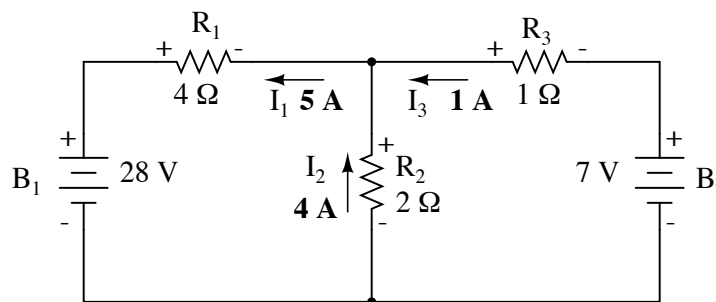 R1 R3
+ - + -
4 Ω I1 5 A I3 1 A 1 Ω
+ + +
B1 28 V I2 R2 7 V B
4 A 2 Ω
- - -